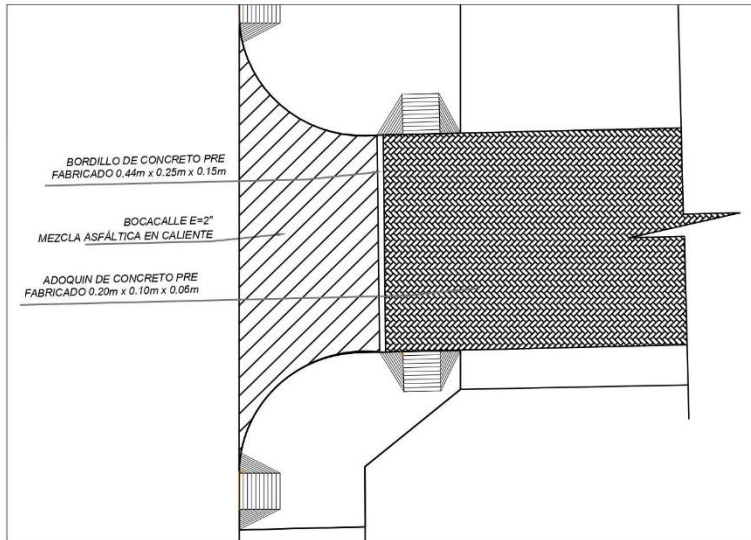 BORDILLO DE CONCRETO PRE
FABRICADO 0.44m x 0.25m x 0.15m
BOCACALLE E=2"
MEZCLA ASFÁLTICA EN CALIENTE
ADOQUIN DE CONCRETO PRE
FABRICADO 0.20m x 0.10m x 0.06m